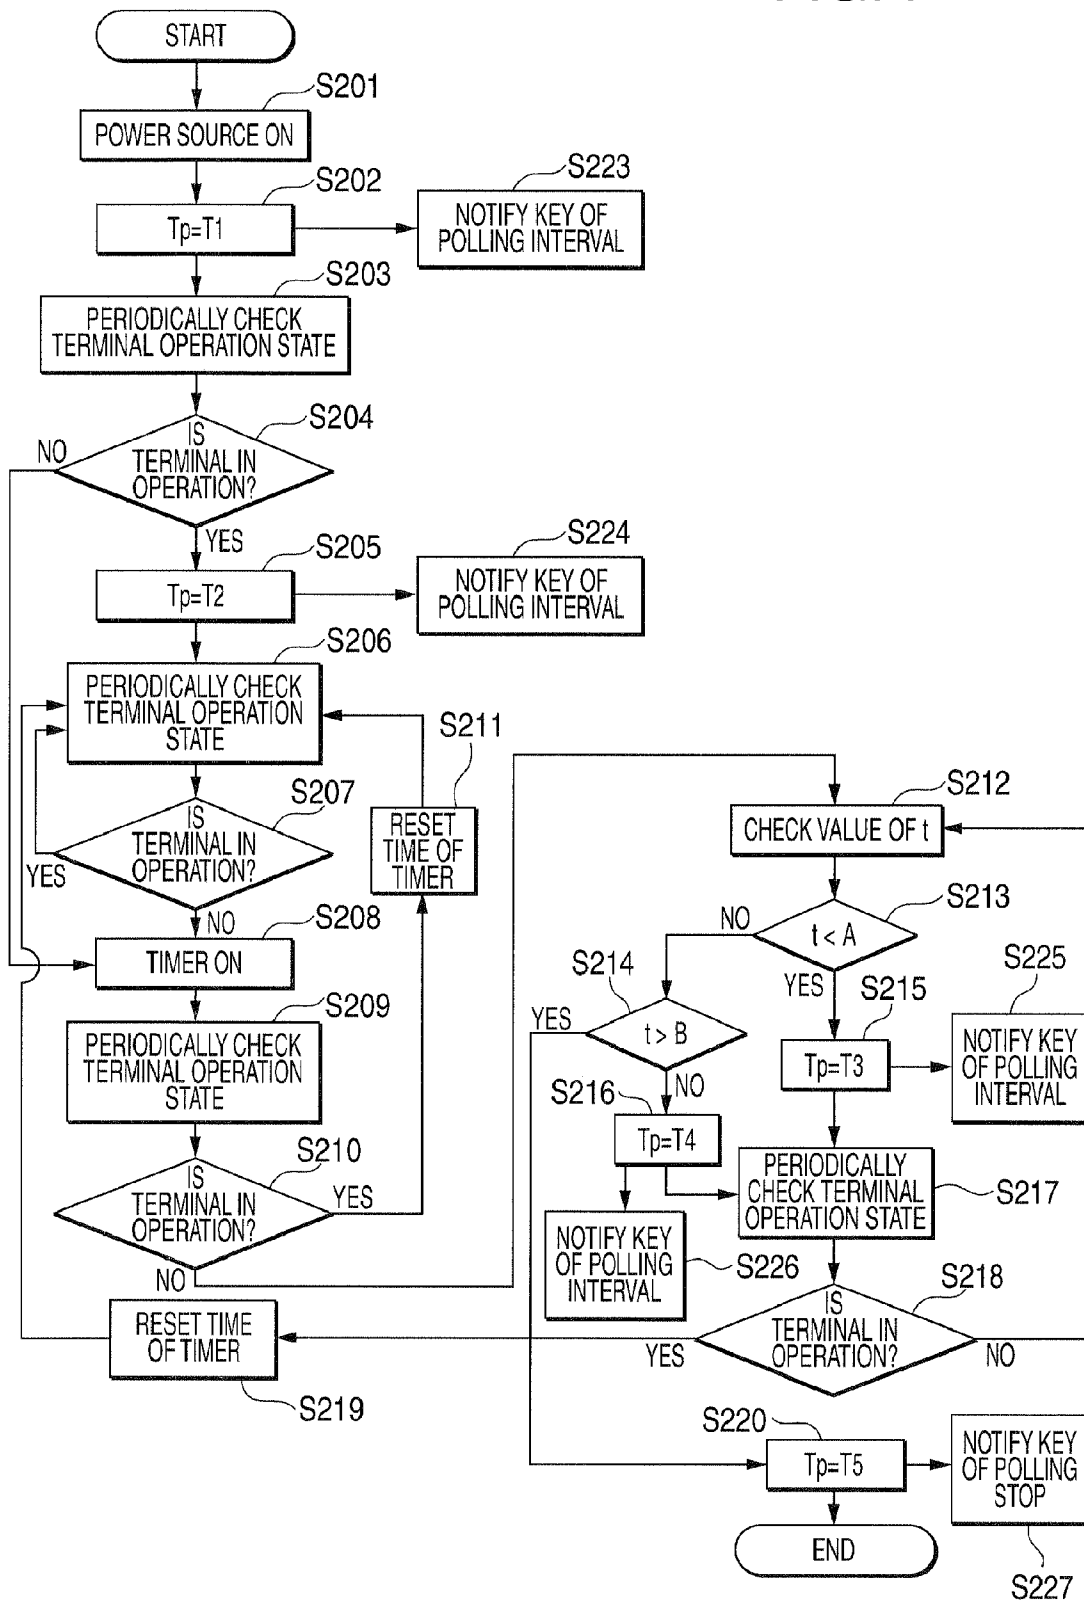 START
S201
POWER SOURCE ON
S202
Tp=T1
S223
NOTIFY KEY OF
POLLING INTERVAL
S203
PERIODICALLY CHECK
TERMINAL OPERATION STATE
S204
IS
TERMINAL IN
OPERATION?
NO
YES
S205
Tp=T2
S224
NOTIFY KEY OF
POLLING INTERVAL
S206
PERIODICALLY CHECK
TERMINAL OPERATION
STATE
S211
RESET
TIME OF
TIMER
S207
IS
TERMINAL IN
OPERATION?
YES
NO
S208
TIMER ON
S209
PERIODICALLY CHECK
TERMINAL OPERATION
STATE
S210
IS
TERMINAL IN
OPERATION?
YES
NO
S212
CHECK VALUE OF t
S213
t < A
NO
YES
S214
t > B
YES
NO
S215
Tp=T3
S225
NOTIFY KEY
OF POLLING
INTERVAL
S216
Tp=T4
S217
PERIODICALLY
CHECK TERMINAL
OPERATION STATE
S226
NOTIFY KEY
OF POLLING
INTERVAL
S218
IS
TERMINAL IN
OPERATION?
YES
NO
RESET TIME
OF TIMER
S219
S220
Tp=T5
NOTIFY KEY
OF POLLING
STOP
S227
END